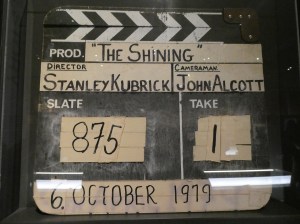 PROD. "THE SHINING"
DIRECTOR CAMERAMAN
STANLEY KUBRICK JOHN ALCOTT
SLATE TAKE
875 1
6. OCTOBER 1979